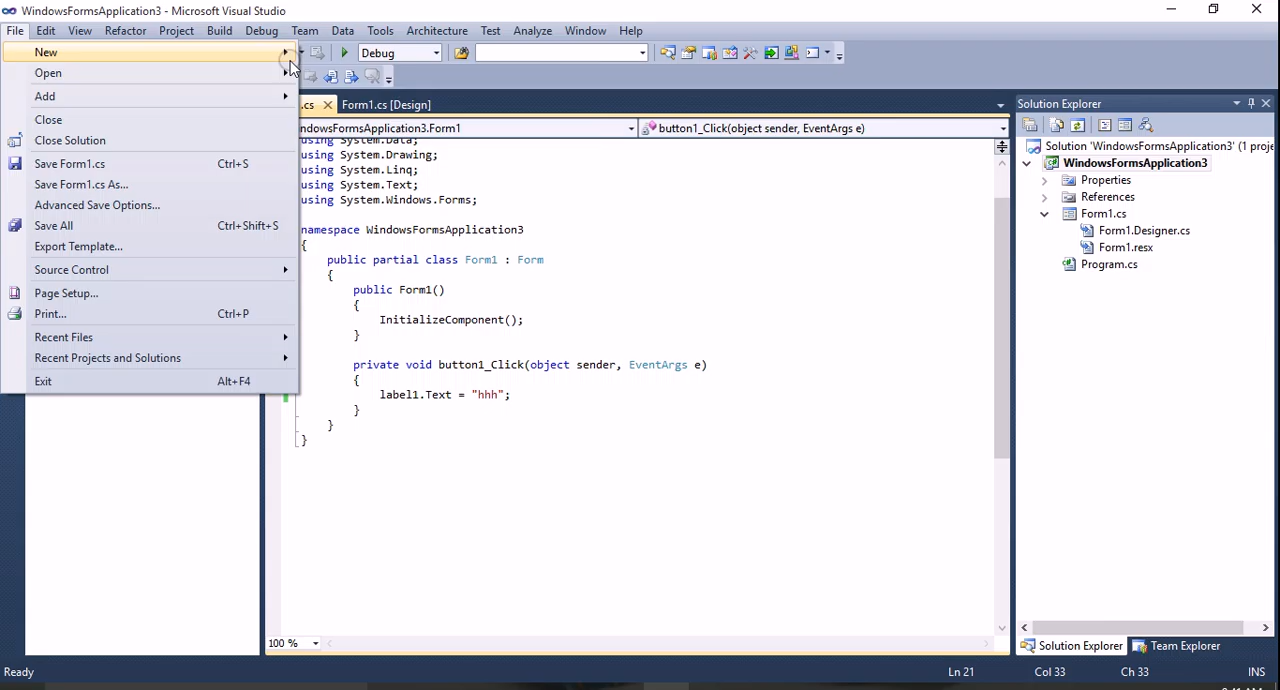 WindowsFormsApplication3 - Microsoft Visual Studio
File Edit View Refactor Project Build Debug Team Data Tools Architecture Test Analyze Window Help
New
Open
Add
Close
Close Solution
Save Form1.cs Ctrl+S
Save Form1.cs As...
Advanced Save Options...
Save All Ctrl+Shift+S
Export Template...
Source Control
Page Setup...
Print... Ctrl+P
Recent Files
Recent Projects and Solutions
Exit Alt+F4
Debug
.cs Form1.cs [Design]
ndowsFormsApplication3.Form1 button1_Click(object sender, EventArgs e)
using System.Data;
using System.Drawing;
using System.Linq;
using System.Text;
using System.Windows.Forms;
namespace WindowsFormsApplication3
{
public partial class Form1 : Form
{
public Form1()
{
InitializeComponent();
}
private void button1_Click(object sender, EventArgs e)
{
label1.Text = "hhh";
}
}
}
100 %
Solution Explorer
Solution 'WindowsFormsApplication3' (1 proje
WindowsFormsApplication3
Properties
References
Form1.cs
Form1.Designer.cs
Form1.resx
Program.cs
Solution Explorer Team Explorer
Ready Ln 21 Col 33 Ch 33 INS